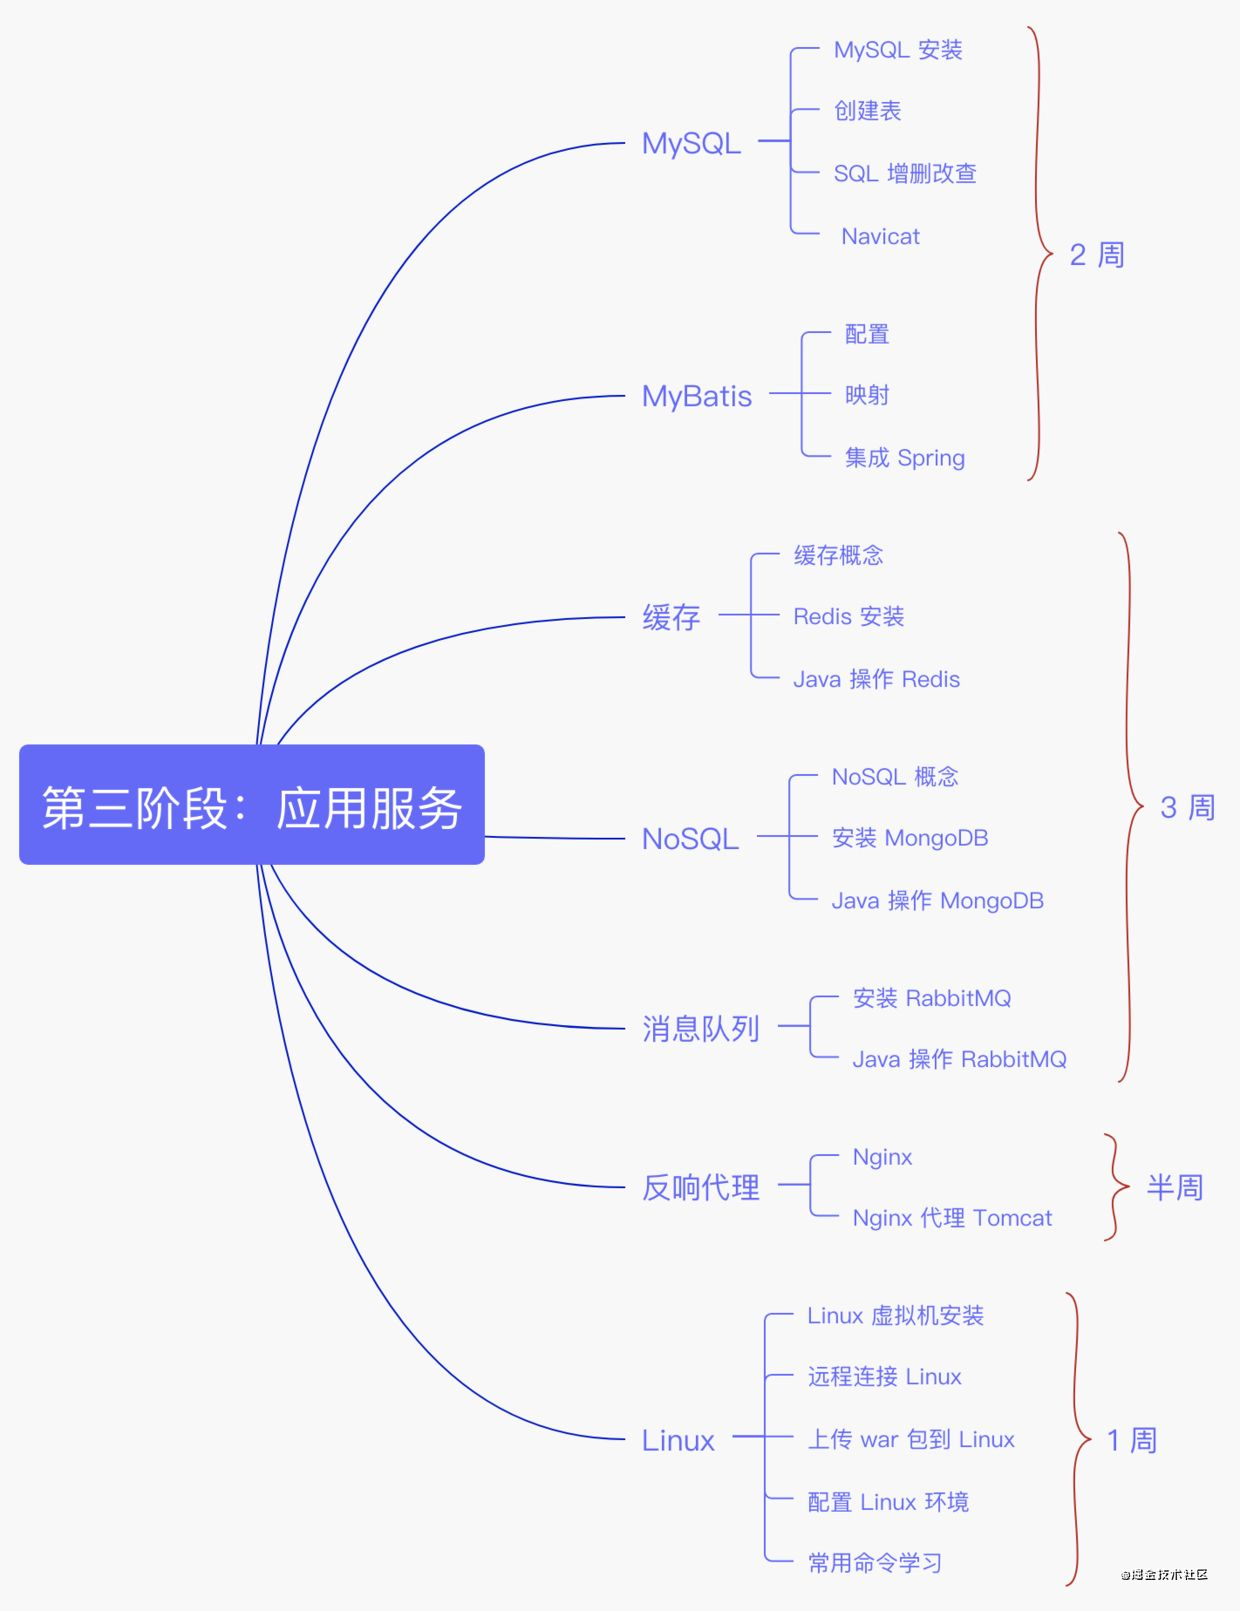 MySQL 安装
创建表
MySQL
SQL 增删改查
Navicat
2 周
配置
MyBatis
映射
集成 Spring
缓存概念
缓存
Redis 安装
Java 操作 Redis
NoSQL 概念
第三阶段：应用服务
3 周
NoSQL
安装 MongoDB
Java 操作 MongoDB
安装 RabbitMQ
消息队列
Java 操作 RabbitMQ
Nginx
反响代理
半周
Nginx 代理 Tomcat
Linux 虚拟机安装
远程连接 Linux
Linux
上传 war 包到 Linux
1 周
配置 Linux 环境
常用命令学习
@掘金技术社区